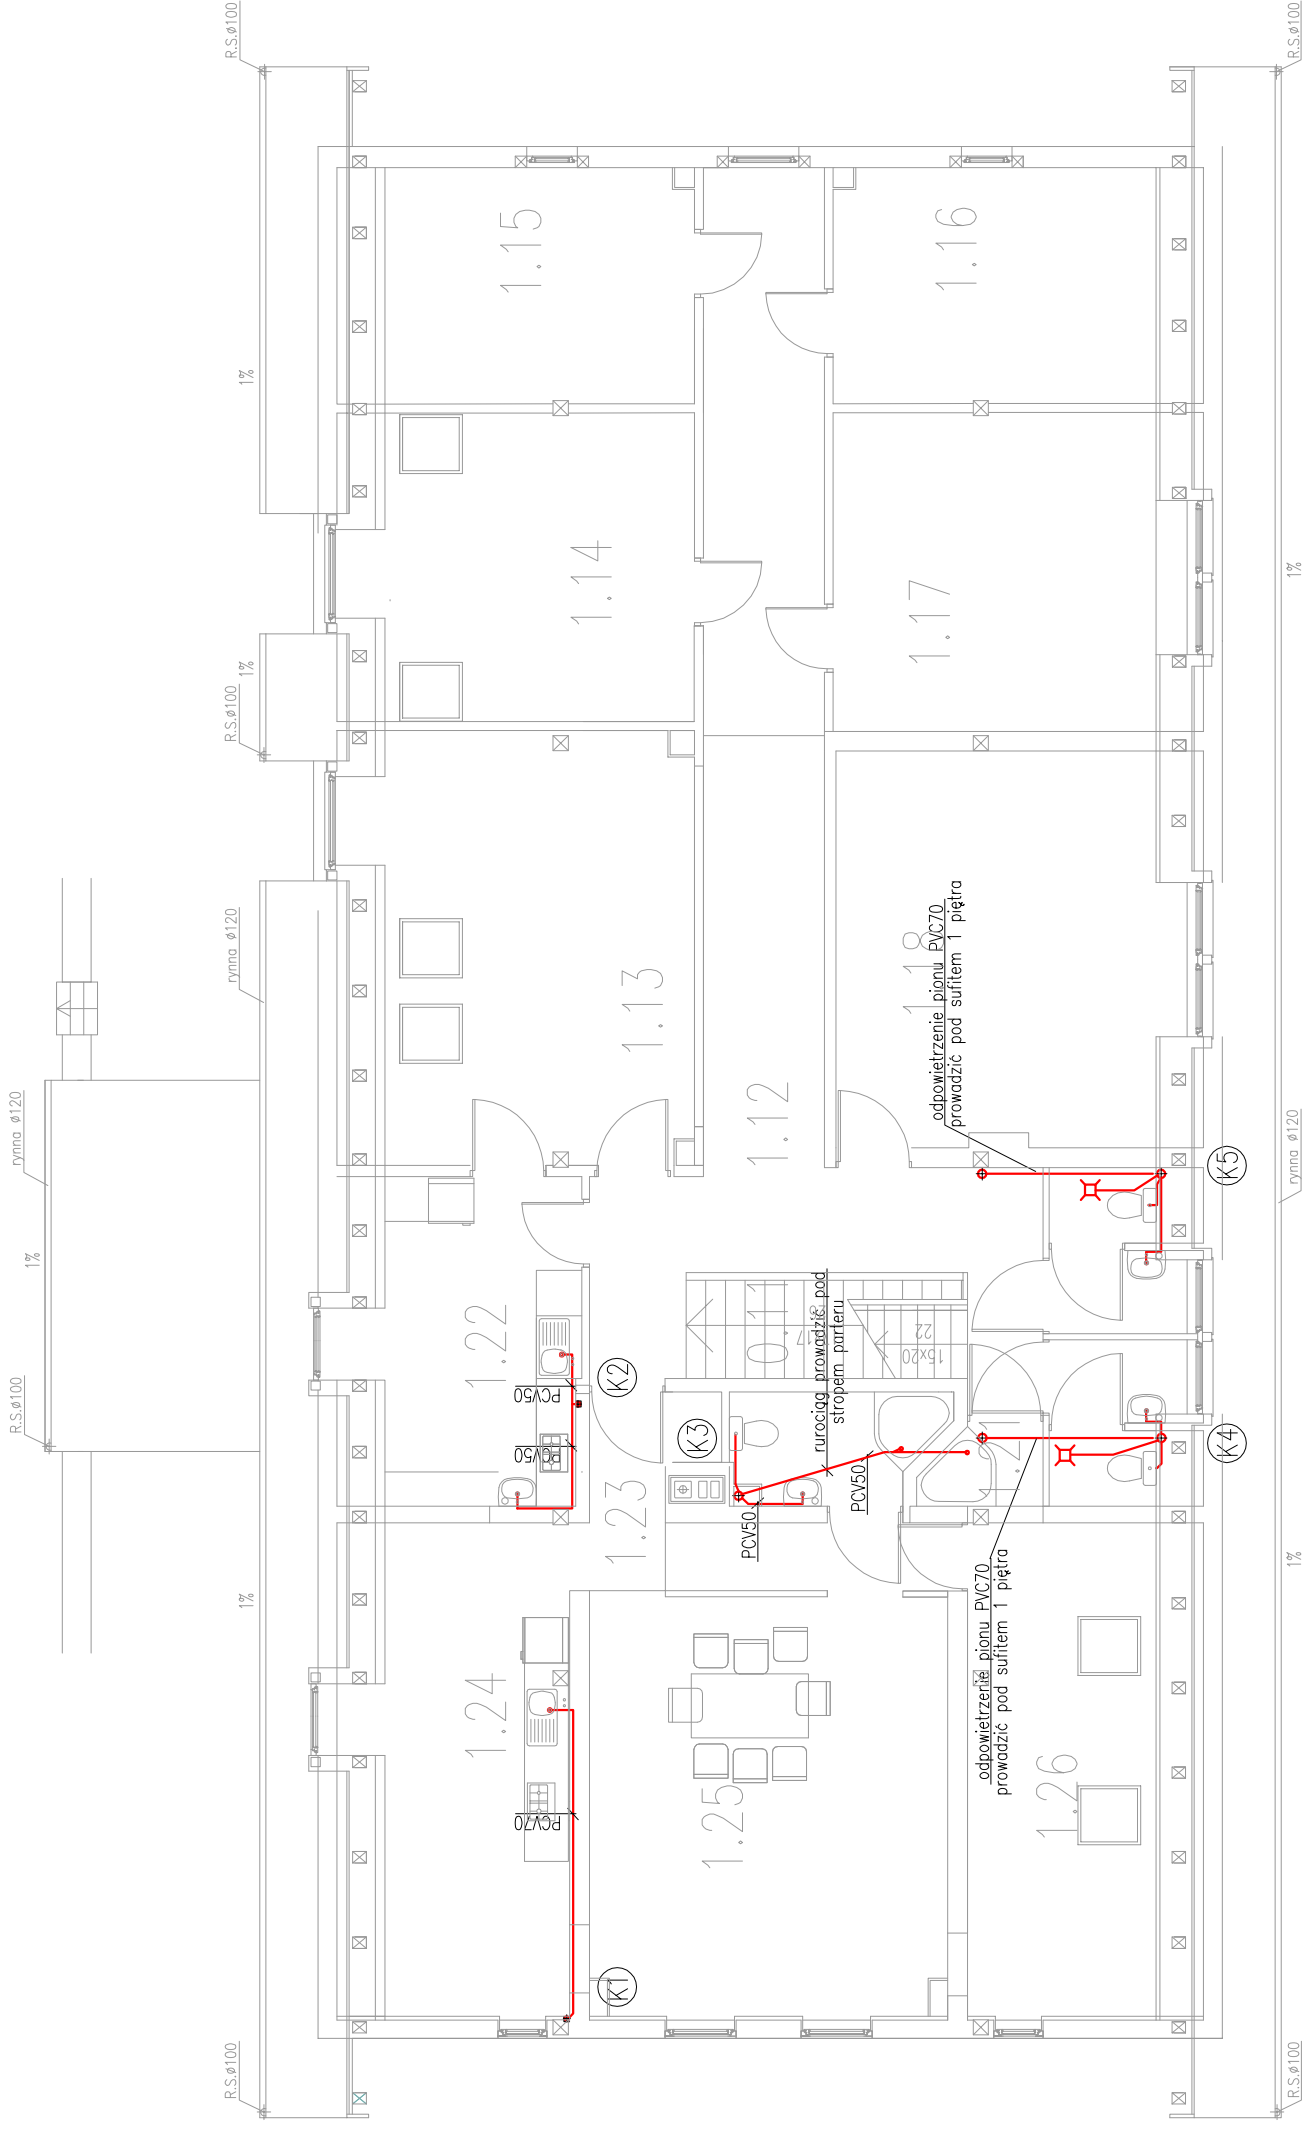 R.S.ø100
R.S.ø100
1.15
1.16
1%
1.14
1%
R.S.ø100
1.17
1%
rynna ø120
1.13
odpowietrzenie pionu PVC70
prowadzić pod sufitem 1 piętra
1.12
rynna ø120
1%
K5
rynna ø120
1.22
rurociąg prowadzić pod
stropem parteru
22
15x20
R.S.ø100
K2
PCV50
PCV50
K3
K4
PCV50
PCV50
1.23
1%
1%
odpowietrzenie pionu PVC70
prowadzić pod sufitem 1 piętra
1.24
PCV70
1.25
1.26
K1
R.S.ø100
R.S.ø100